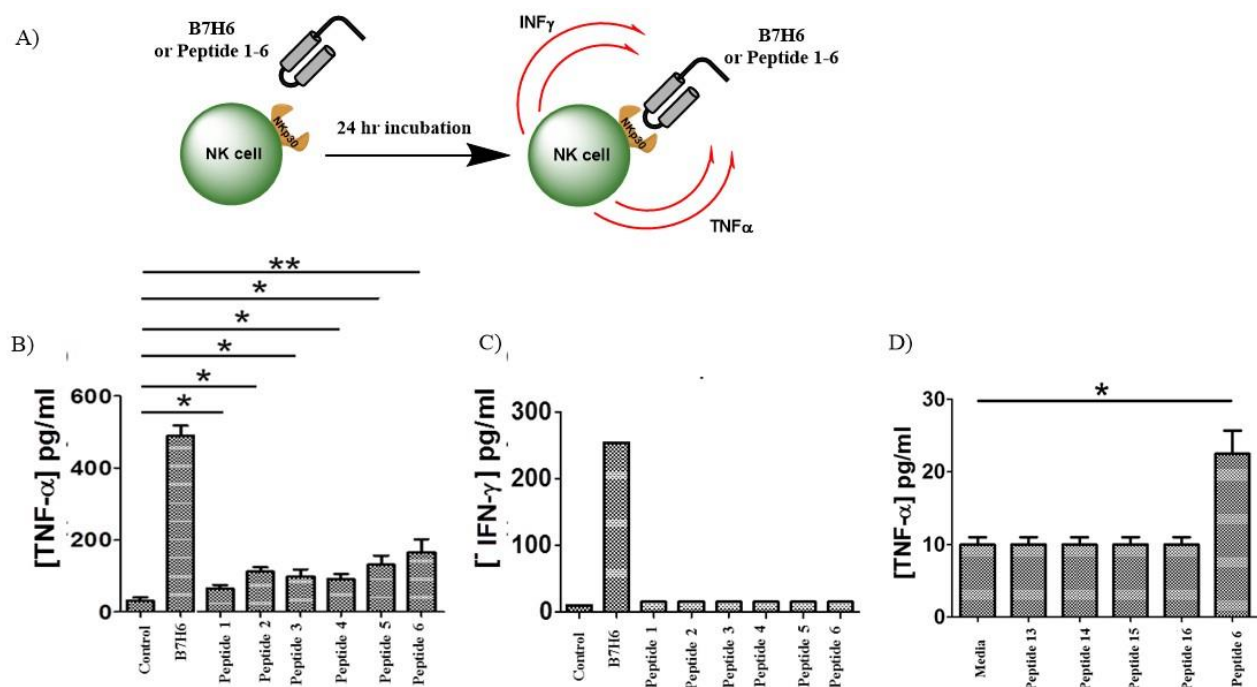 A)
B7H6
or Peptide 1-6
NKp30
NK cell
24 hr incubation
INFγ
B7H6
or Peptide 1-6
NKp30
NK cell
TNFα
B)
**
*
*
*
*
*
[TNF-α] pg/ml
600
400
200
0
Control
B7H6
Peptide 1
Peptide 2
Peptide 3
Peptide 4
Peptide 5
Peptide 6
C)
IFN-γ] pg/ml
300
200
100
0
Control
B7H6
Peptide 1
Peptide 2
Peptide 3
Peptide 4
Peptide 5
Peptide 6
D)
*
[TNF-α] pg/ml
30
20
10
0
Media
Peptide 13
Peptide 14
Peptide 15
Peptide 16
Peptide 6